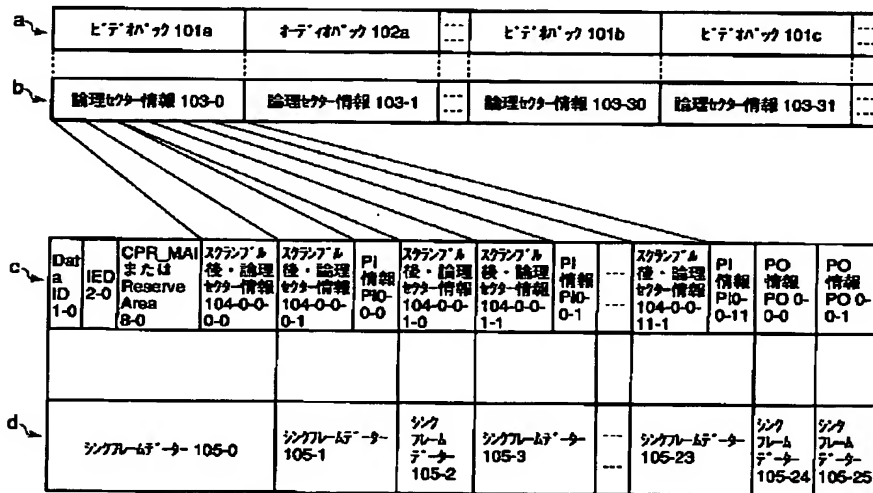 a
ビデオパック 101a
オーディオパック 102a
ビデオパック 101b
ビデオパック 101c
b
論理セクター情報 103-0
論理セクター情報 103-1
論理セクター情報 103-30
論理セクター情報 103-31
c
Dat
a
ID
1-0
IED
2-0
CPR_MAI
または
Reserve
Area
8-0
スクランブル
後・論理
セクター情報
104-0-0-
0-0
スクランブル
後・論理
セクター情報
104-0-0-
0-1
PI
情報
PI0-
0-0
スクランブル
後・論理
セクター情報
104-0-0-
1-0
スクランブル
後・論理
セクター情報
104-0-0-
1-1
PI
情報
PI0-
0-1
スクランブル
後・論理
セクター情報
104-0-0-
11-1
PI
情報
PI0-
0-11
PO
情報
PO 0-
0-0
PO
情報
PO 0-
0-1
d
シンクフレームデーター 105-0
シンクフレームデーター
105-1
シンク
フレーム
データー
105-2
シンクフレームデーター
105-3
シンクフレームデーター
105-23
シンク
フレーム
データー
105-24
シンク
フレーム
データー
105-25